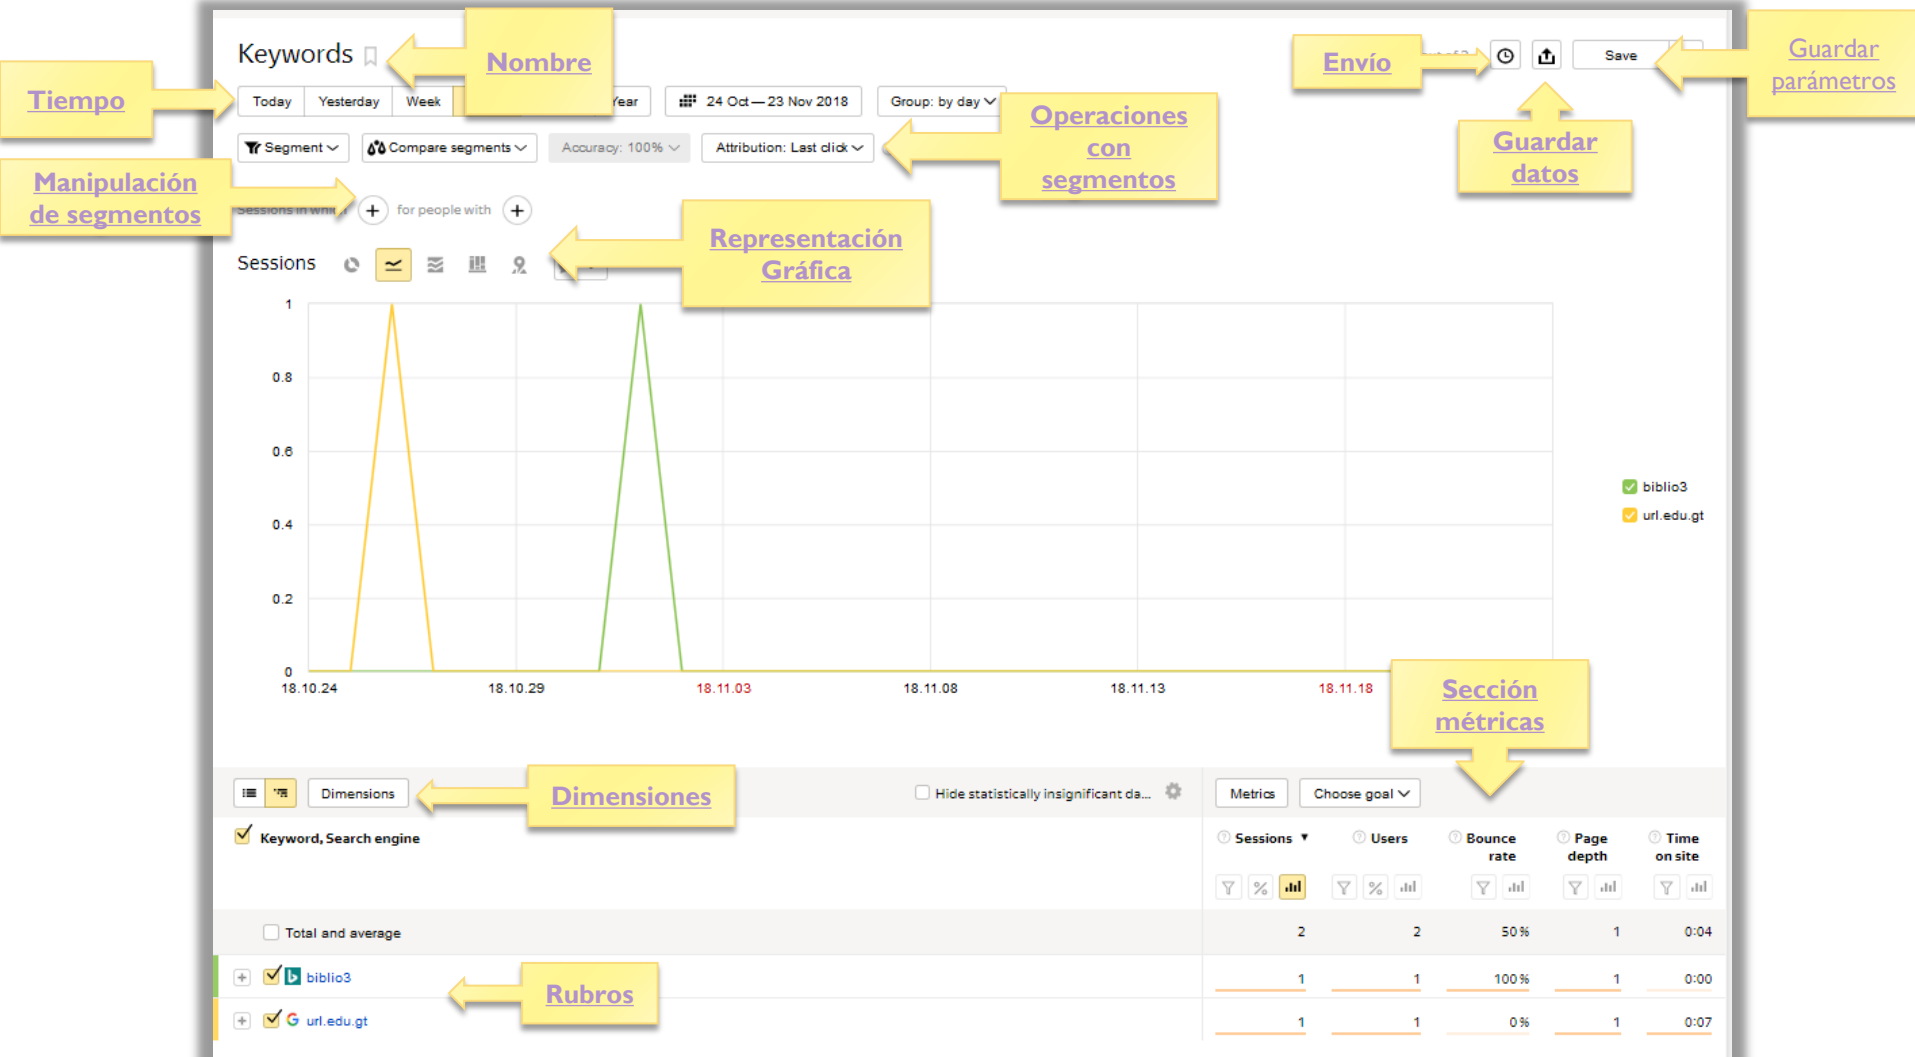 Keywords
Nombre
Envío
Save
Guardar
parámetros
Tiempo
Today Yesterday Week Year 24 Oct — 23 Nov 2018 Group: by day
Operaciones
con
segmentos
Guardar
datos
Segment Compare segments Accuracy: 100% Attribution: Last click
Manipulación
de segmentos
Sessions in which + for people with +
Representación
Gráfica
Sessions
1
0.8
0.6
0.4
0.2
0
biblio3
url.edu.gt
18.10.24 18.10.29 18.11.03 18.11.08 18.11.13 18.11.18
Sección
métricas
Dimensions
Dimensiones
Hide statistically insignificant da...
Metrics Choose goal
Keyword, Search engine
Sessions ▼ Users Bounce rate Page depth Time on site
Total and average 2 2 50% 1 0:04
biblio3 1 1 100% 1 0:00
Rubros
url.edu.gt 1 1 0% 1 0:07